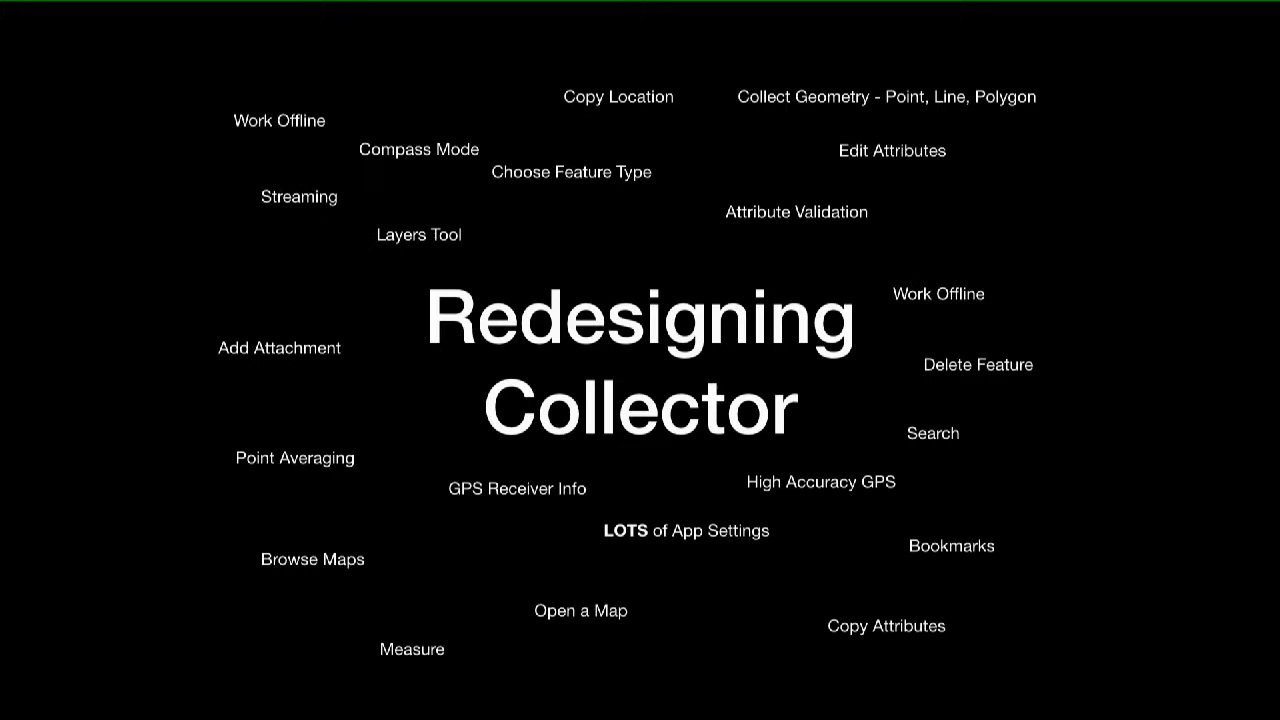 Copy Location
Collect Geometry - Point, Line, Polygon
Work Offline
Compass Mode
Edit Attributes
Choose Feature Type
Streaming
Attribute Validation
Layers Tool
Work Offline
Redesigning
Collector
Add Attachment
Delete Feature
Search
Point Averaging
High Accuracy GPS
GPS Receiver Info
LOTS of App Settings
Bookmarks
Browse Maps
Open a Map
Copy Attributes
Measure